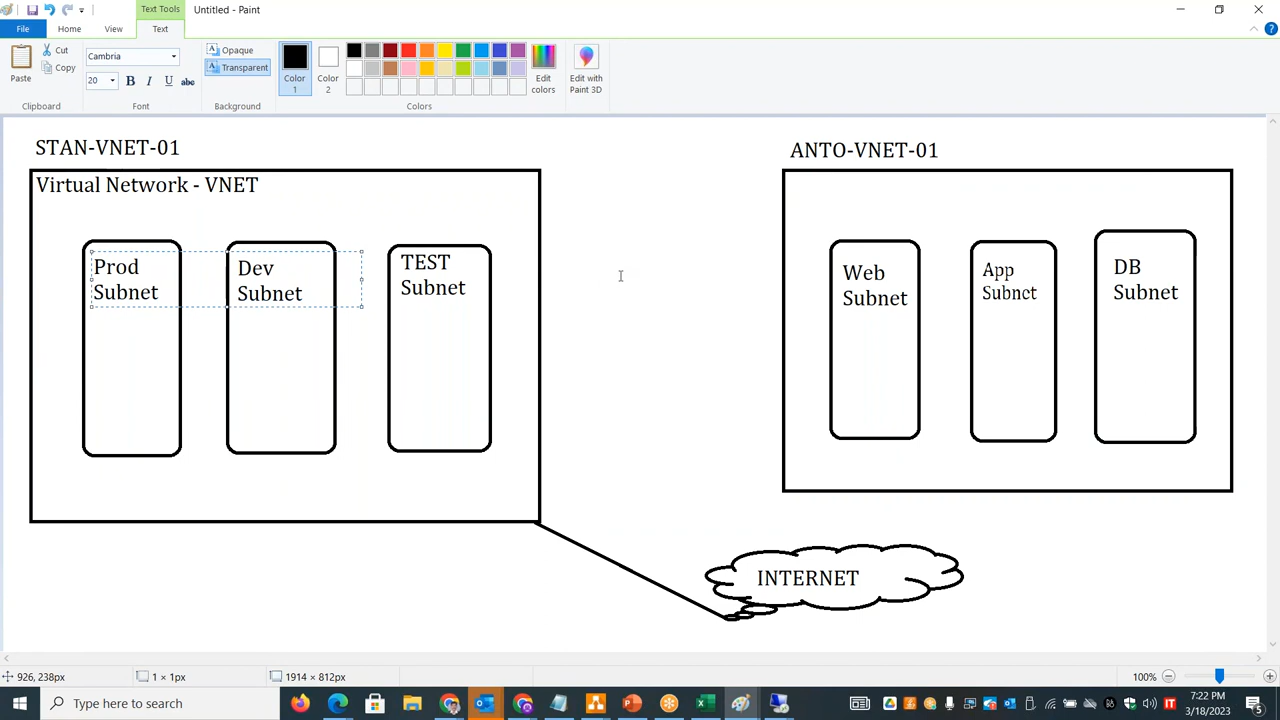 Text Tools
Untitled - Paint
File
Home
View
Text
Paste
Cut
Copy
Clipboard
Cambria
20
B I U abc
Font
Opaque
Transparent
Background
Color 1
Color 2
Edit colors
Colors
Edit with Paint 3D
STAN-VNET-01
Virtual Network - VNET
Prod
Subnet
Dev
Subnet
TEST
Subnet
ANTO-VNET-01
Web
Subnet
App
Subnet
DB
Subnet
INTERNET
926, 238px
1 × 1px
1914 × 812px
100%
Type here to search
IT
7:22 PM
3/18/2023
5